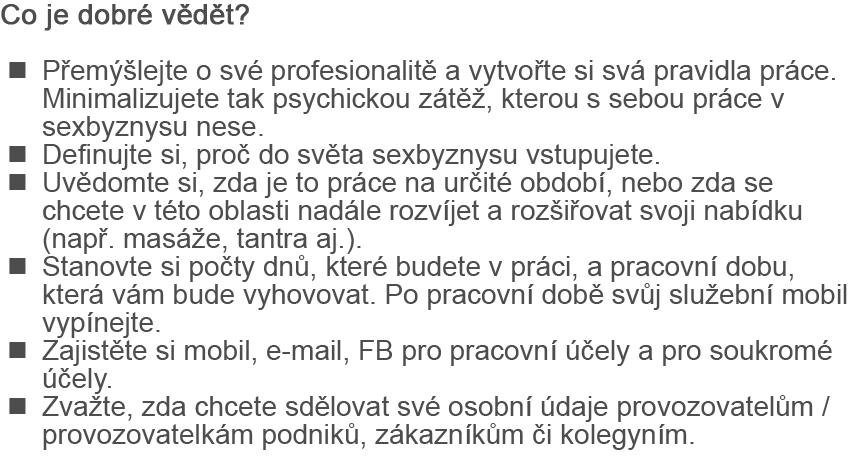 Co je dobré vědět?
■ Přemýšlejte o své profesionalitě a vytvořte si svá pravidla práce.
Minimalizujete tak psychickou zátěž, kterou s sebou práce v
sexbyznysu nese.
■ Definujte si, proč do světa sexbyznysu vstupujete.
■ Uvědomte si, zda je to práce na určité období, nebo zda se
chcete v této oblasti nadále rozvíjet a rozšiřovat svoji nabídku
(např. masáže, tantra aj.).
■ Stanovte si počty dnů, které budete v práci, a pracovní dobu,
která vám bude vyhovovat. Po pracovní době svůj služební mobil
vypínejte.
■ Zajistěte si mobil, e-mail, FB pro pracovní účely a pro soukromé
účely.
■ Zvažte, zda chcete sdělovat své osobní údaje provozovatelům /
provozovatelkám podniků, zákazníkům či kolegyním.